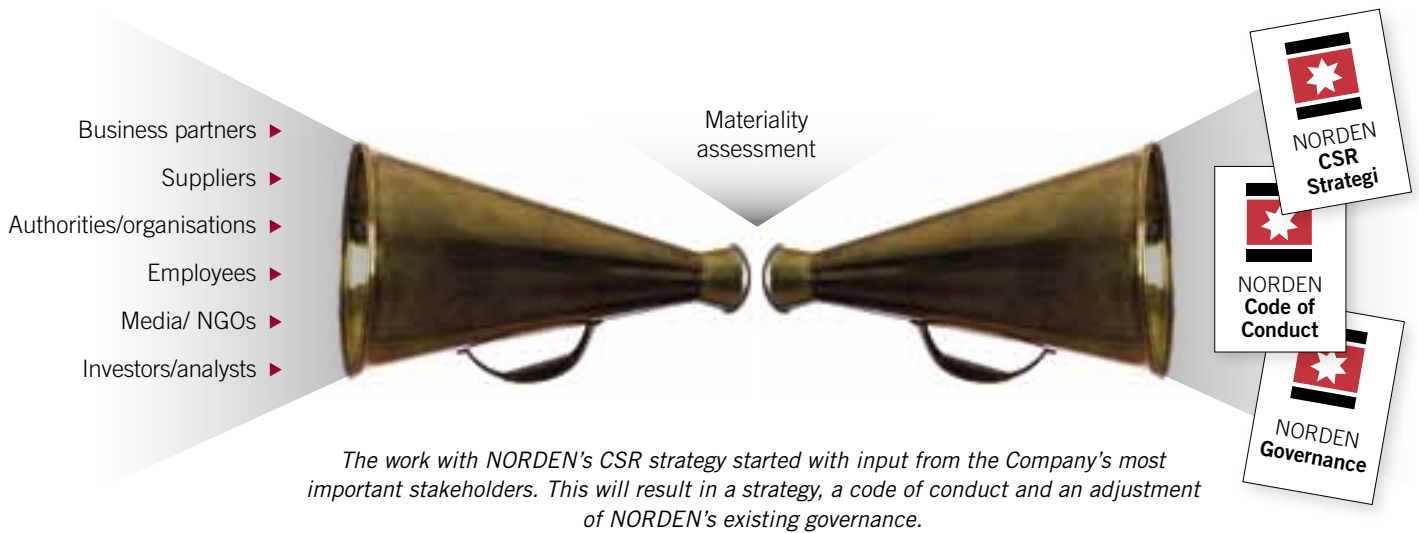 Business partners
Suppliers
Authorities/organisations
Employees
Media/ NGOs
Investors/analysts
Materiality
assessment
NORDEN
CSR
Strategi
NORDEN
Code of
Conduct
NORDEN
Governance
The work with NORDEN's CSR strategy started with input from the Company's most
important stakeholders. This will result in a strategy, a code of conduct and an adjustment
of NORDEN's existing governance.